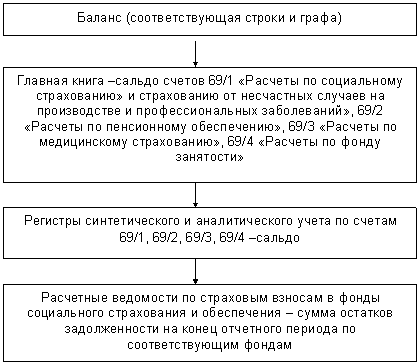 Баланс (соответствующая строки и графа)
Главная книга –сальдо счетов 69/1 «Расчеты по социальному
страхованию» и страхованию от несчастных случаев на
производстве и профессиональных заболеваний», 69/2
«Расчеты по пенсионному обеспечению», 69/3 «Расчеты по
медицинскому страхованию», 69/4 «Расчеты по фонду
занятости»
Регистры синтетического и аналитического учета по счетам
69/1, 69/2, 69/3, 69/4 –сальдо
Расчетные ведомости по страховым взносам в фонды
социального страхования и обеспечения – сумма остатков
задолженности на конец отчетного периода по
соответствующим фондам